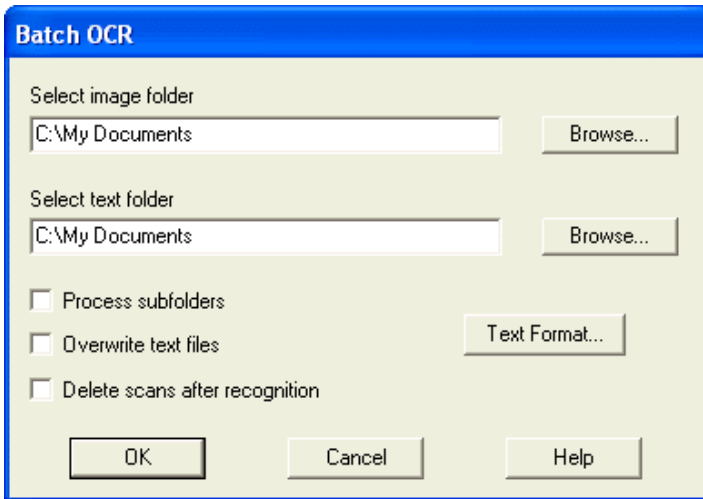 Batch OCR
Select image folder
C:\My Documents
Browse...
Select text folder
C:\My Documents
Browse...
Process subfolders
Overwrite text files
Text Format...
Delete scans after recognition
OK
Cancel
Help